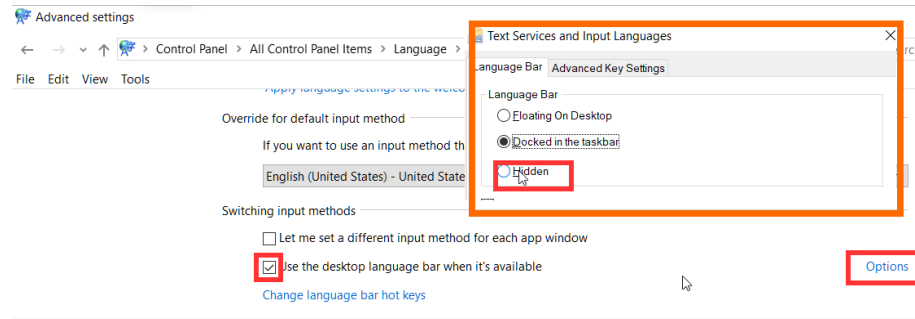 Advanced settings
Control Panel > All Control Panel Items > Language >
File Edit View Tools
Override for default input method
If you want to use an input method th
English (United States) - United State
Switching input methods
Let me set a different input method for each app window
Use the desktop language bar when it's available
Options
Change language bar hot keys
Text Services and Input Languages
Language Bar Advanced Key Settings
Language Bar
Floating On Desktop
Docked in the taskbar
Hidden